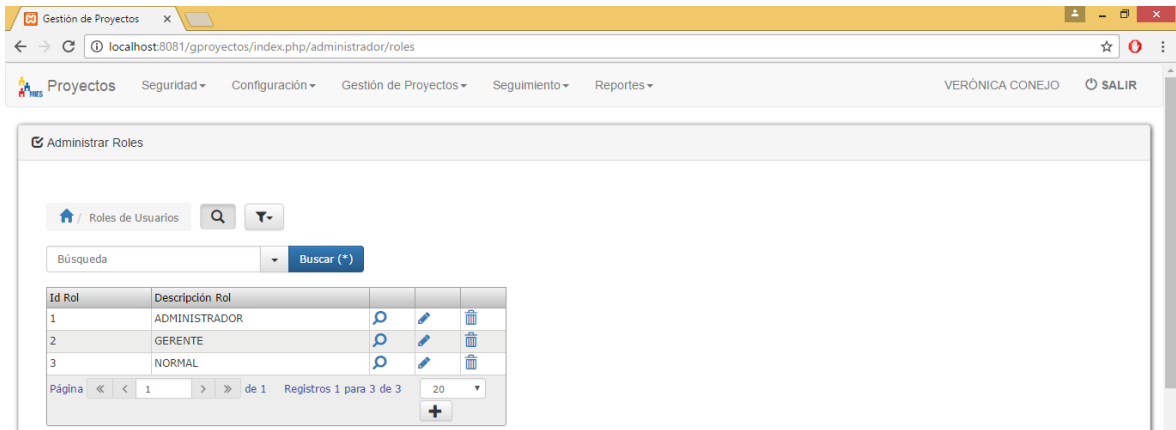 Gestión de Proyectos
localhost:8081/gproyectos/index.php/administrador/roles
MIES Proyectos Seguridad Configuración Gestión de Proyectos Seguimiento Reportes VERÓNICA CONEJO SALIR
Administrar Roles
/ Roles de Usuarios
Búsqueda Buscar (*)
Id Rol Descripción Rol
1 ADMINISTRADOR
2 GERENTE
3 NORMAL
Página 1 de 1 Registros 1 para 3 de 3 20